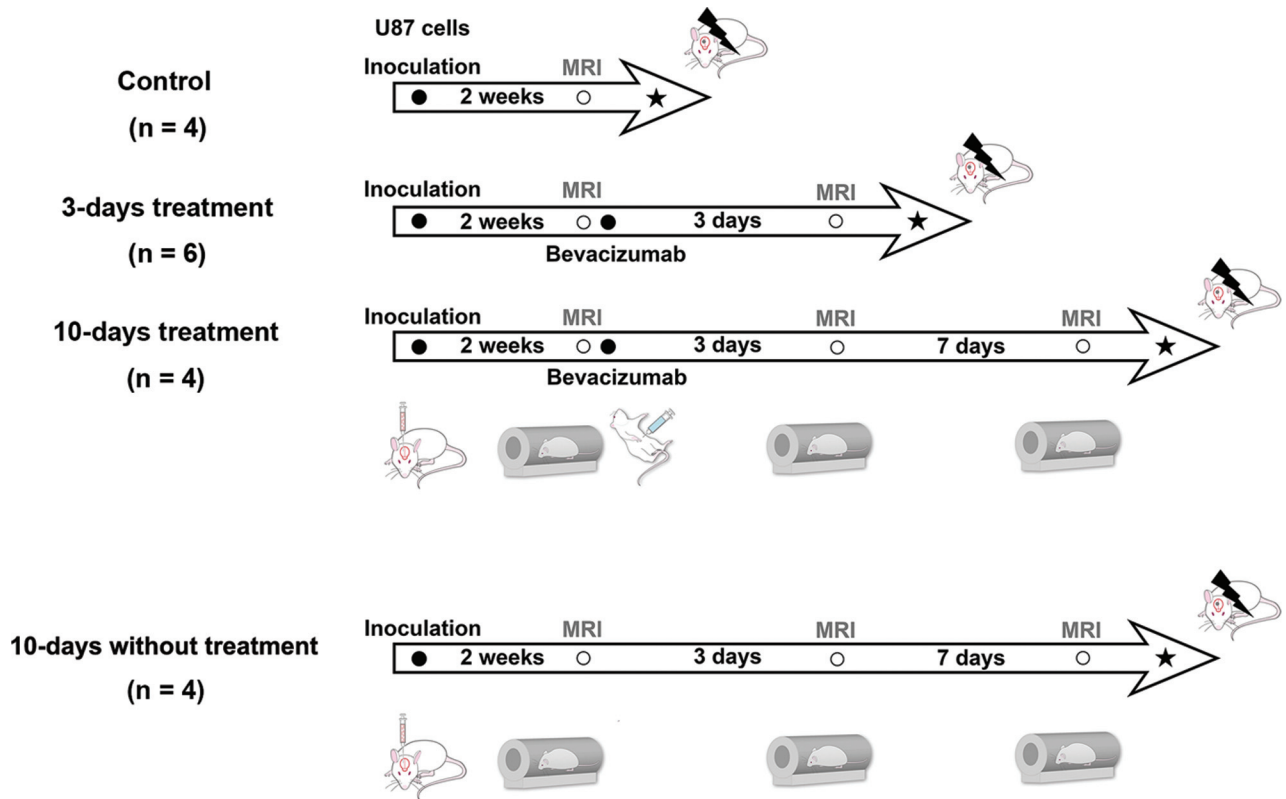 U87 cells
Control
(n = 4)
Inoculation
MRI
2 weeks
3-days treatment
(n = 6)
Inoculation
MRI
MRI
2 weeks
3 days
Bevacizumab
10-days treatment
(n = 4)
Inoculation
MRI
MRI
MRI
2 weeks
3 days
7 days
Bevacizumab
10-days without treatment
(n = 4)
Inoculation
MRI
MRI
MRI
2 weeks
3 days
7 days